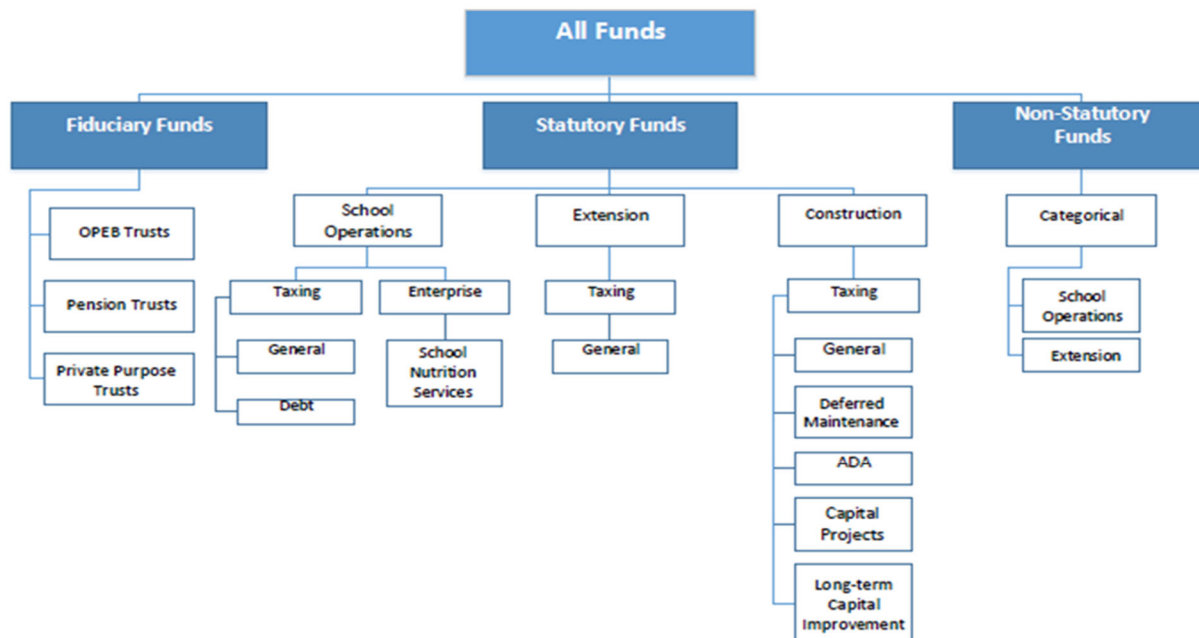 All Funds
Fiduciary Funds
Statutory Funds
Non-Statutory
Funds
OPEB Trusts
Pension Trusts
Private Purpose
Trusts
School
Operations
Extension
Construction
Categorical
Taxing
Enterprise
Taxing
Taxing
School
Operations
General
School
Nutrition
Services
General
General
Extension
Debt
Deferred
Maintenance
ADA
Capital
Projects
Long-term
Capital
Improvement